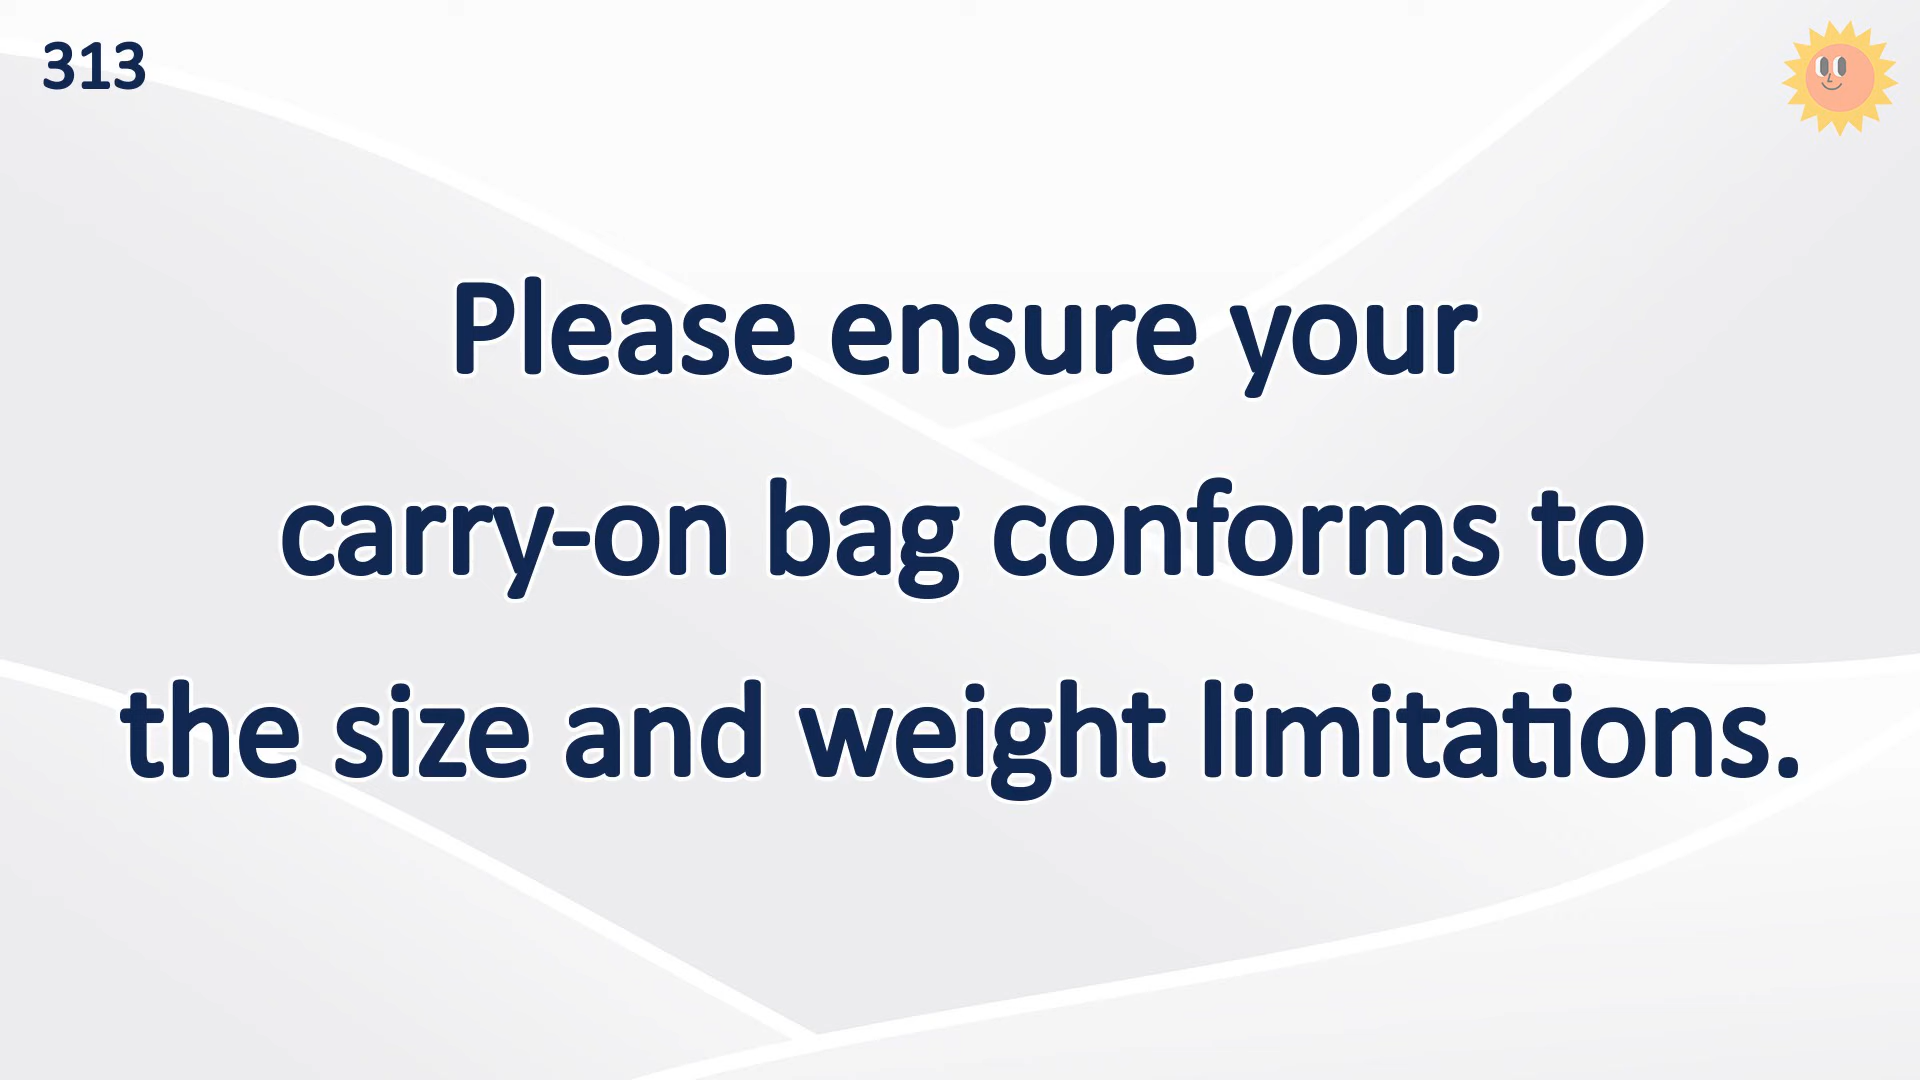 313
Please ensure your
carry-on bag conforms to
the size and weight limitations.